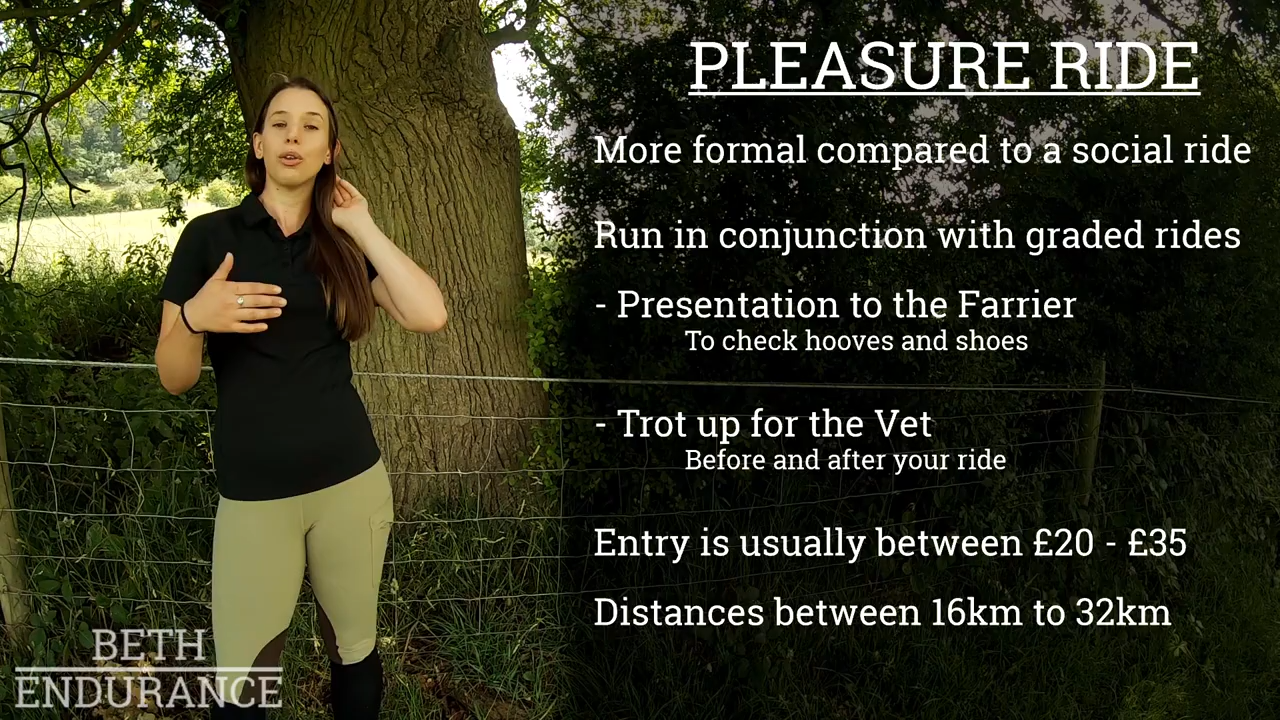 PLEASURE RIDE
More formal compared to a social ride
Run in conjunction with graded rides
- Presentation to the Farrier
To check hooves and shoes
- Trot up for the Vet
Before and after your ride
Entry is usually between £20 - £35
Distances between 16km to 32km
BETH
ENDURANCE